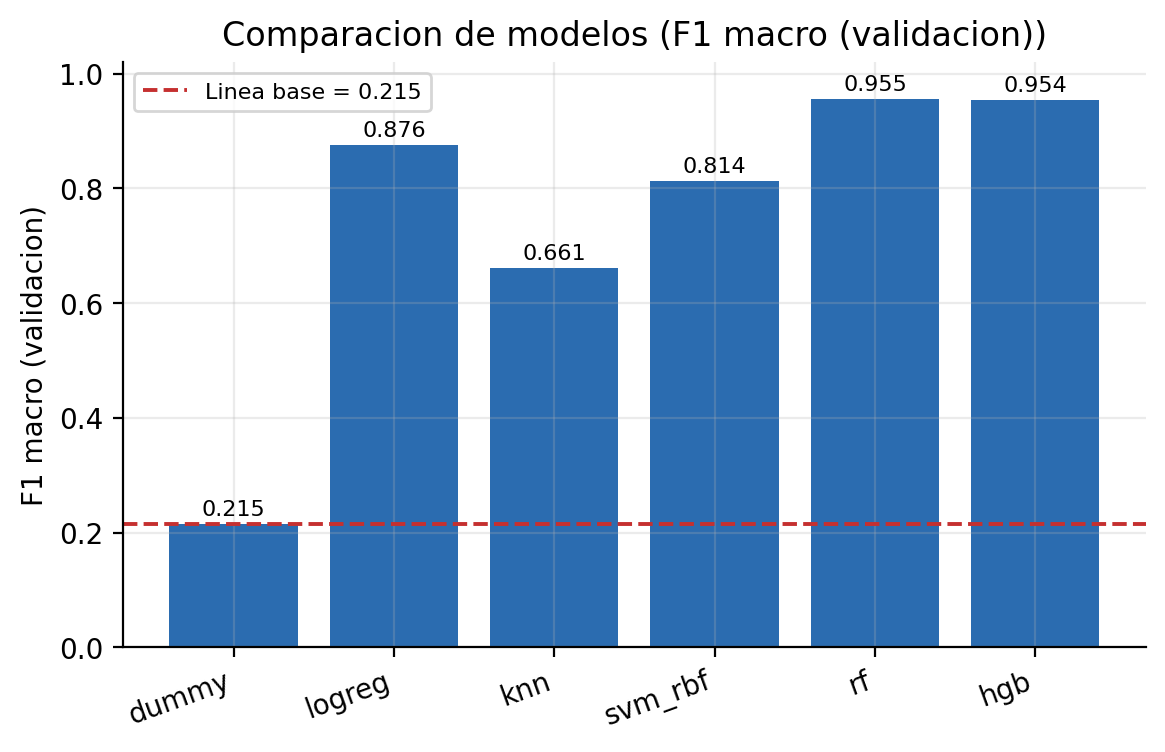 Comparacion de modelos (F1 macro (validacion))
F1 macro (validacion)
1.0
0.8
0.6
0.4
0.2
0.0
Linea base = 0.215
0.215
0.876
0.661
0.814
0.955
0.954
dummy
logreg
knn
svm_rbf
rf
hgb